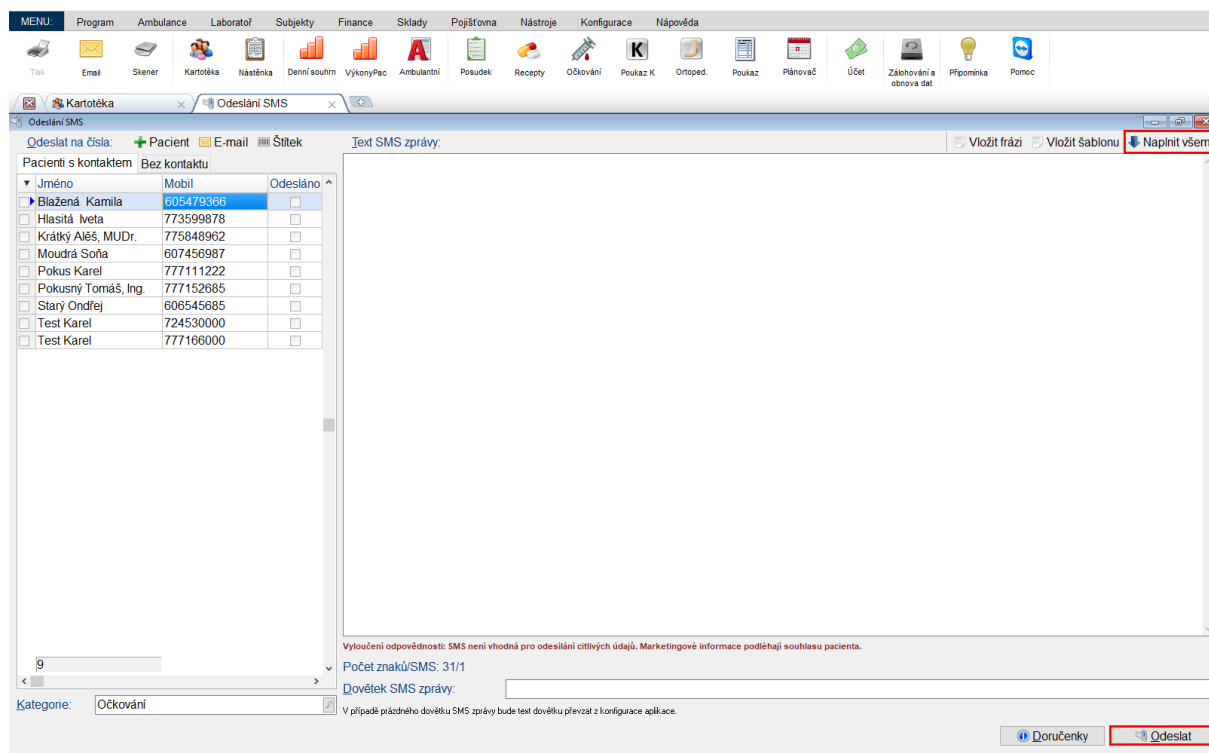 MENU: Program Ambulance Laboratoř Subjekty Finance Sklady Pojišťovna Nástroje Konfigurace Nápověda
Tisk Email Skener Kartotéka Nástěnka Denní souhrn VýkonyPac Ambulantní Posudek Recepty Očkování Poukaz K Ortoped. Poukaz Plánovač Účet Zálohování a obnova dat Připomínka Pomoc
Kartotéka Odeslání SMS
Odeslání SMS
Odeslat na čísla: Pacient E-mail Štítek Text SMS zprávy: Vložit frázi Vložit šablonu Naplnit všem
Pacienti s kontaktem Bez kontaktu
Jméno Mobil Odesláno
Blažená Kamila 605479366
Hlasitá Iveta 773599878
Krátký Alěš, MUDr. 775848962
Moudrá Soňa 607456987
Pokus Karel 777111222
Pokusný Tomáš, Ing. 777152685
Starý Ondřej 606545685
Test Karel 724530000
Test Karel 777166000
Vyloučení odpovědnosti: SMS není vhodná pro odesílání citlivých údajů. Marketingové informace podléhají souhlasu pacienta.
9
Počet znaků/SMS: 31/1
Dovětek SMS zprávy:
Kategorie: Očkování
V případě prázdného dovětku SMS zprávy bude text dovětku převzat z konfigurace aplikace.
Doručenky Odeslat